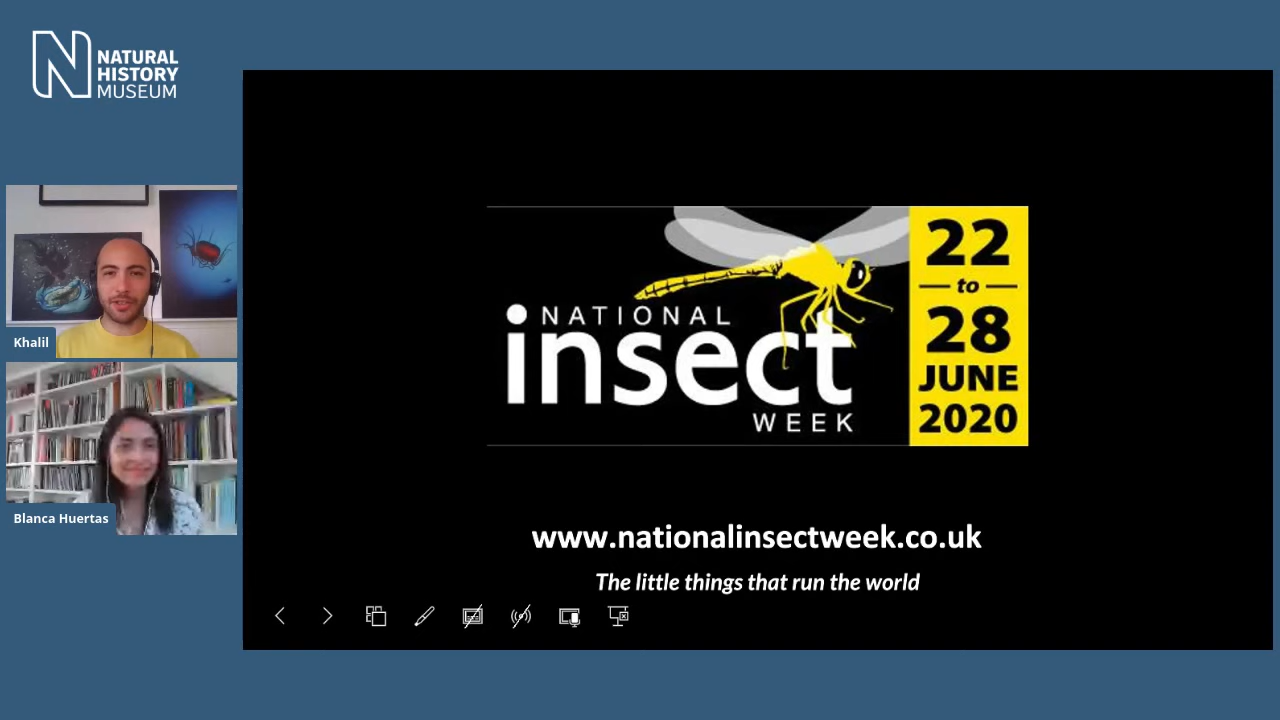 NATURAL
HISTORY
MUSEUM
Khalil
Blanca Huertas
NATIONAL
insect
WEEK
22
to
28
JUNE
2020
www.nationalinsectweek.co.uk
The little things that run the world